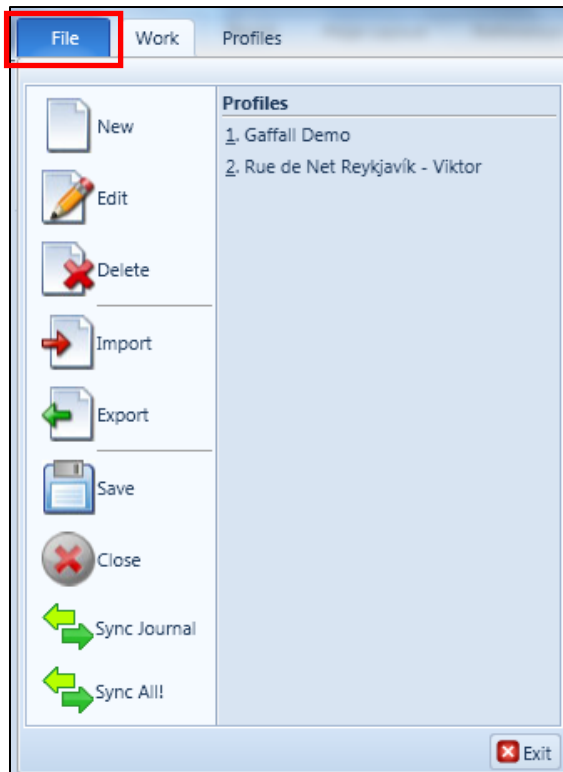 File Work Profiles
New
Edit
Delete
Import
Export
Save
Close
Sync Journal
Sync All!
Profiles
1. Gaffall Demo
2. Rue de Net Reykjavík - Viktor
Exit